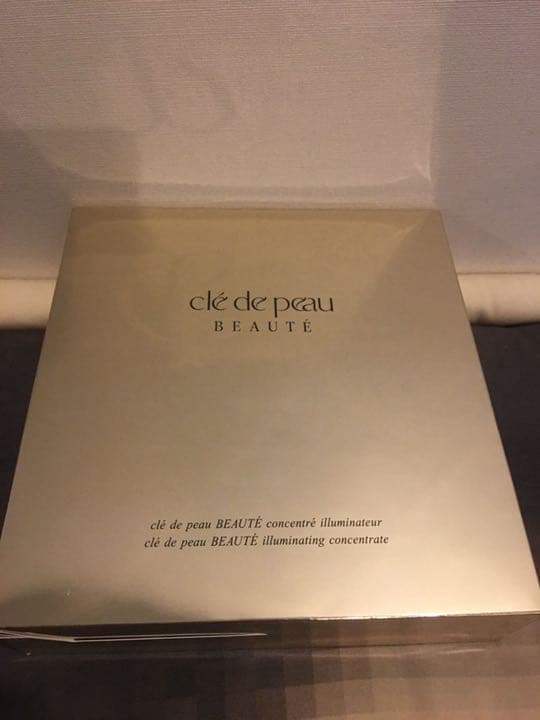 clé de peau
BEAUTÉ
clé de peau BEAUTÉ concentré illuminateur
clé de peau BEAUTÉ illuminating concentrate